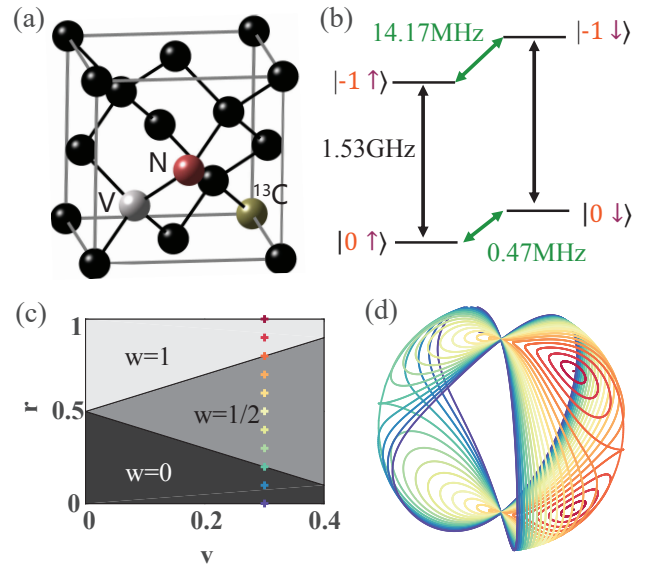 (a)
N
V
¹³C
(b)
14.17MHz
|-1 ↓⟩
|-1 ↑⟩
1.53GHz
|0 ↑⟩
|0 ↓⟩
0.47MHz
(c)
1
w=1
r
0.5
w=1/2
w=0
0
0
0.2
0.4
v
(d)